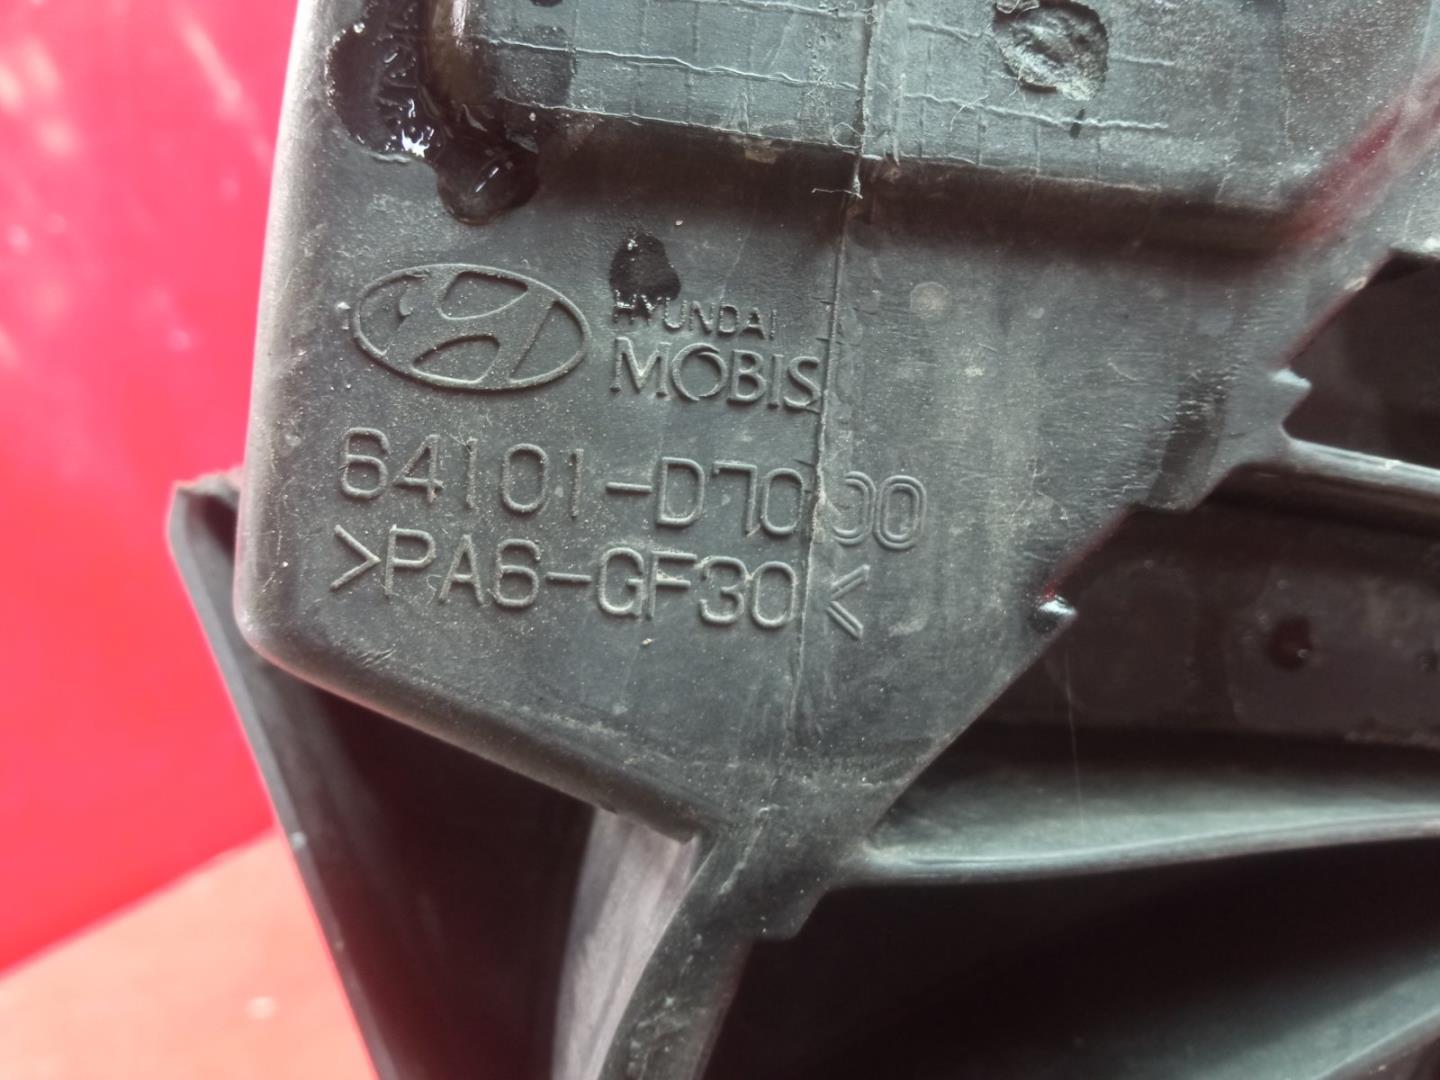 HYUNDAI
MOBIS
64101-D7000
>PA6-GF30<